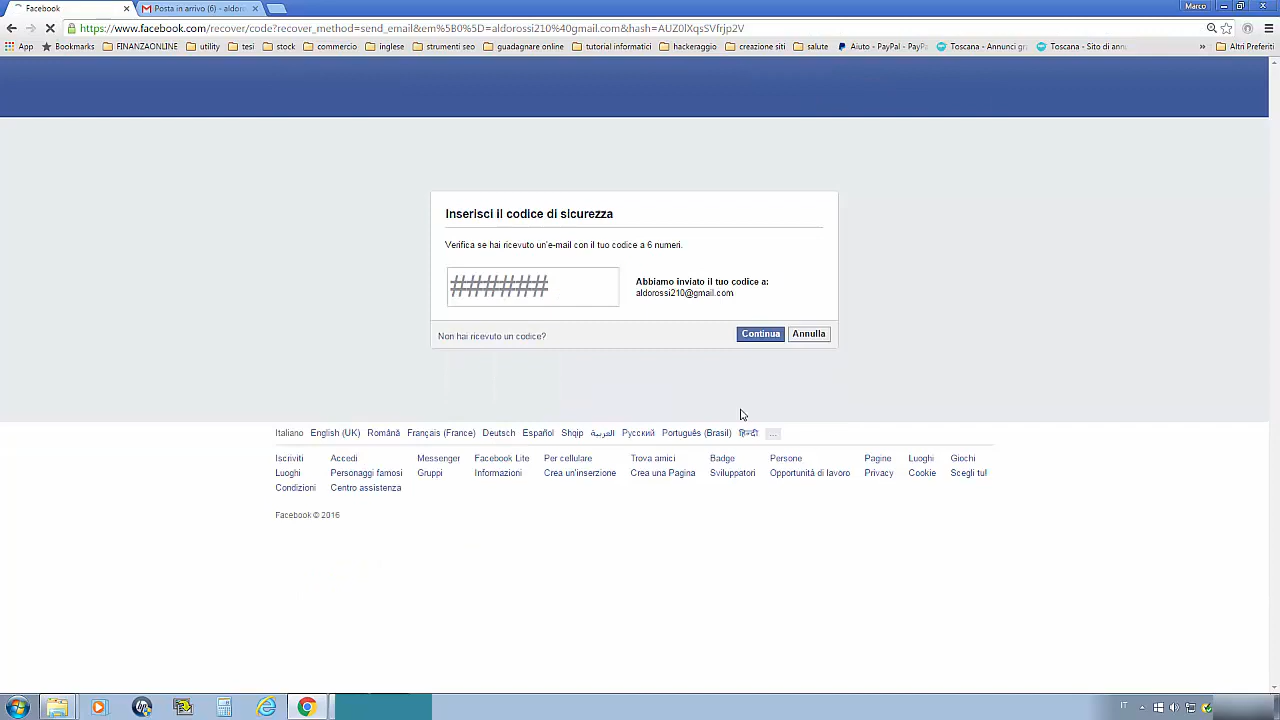 Facebook
Posta in arrivo (6) - aldor
Marco
https://www.facebook.com/recover/code?recover_method=send_email&em%5B0%5D=aldorossi210%40gmail.com&hash=AUZ0lXqsSVfrjp2V
App Bookmarks FINANZAONLINE utility tesi stock commercio inglese strumenti seo guadagnare online tutorial informatici hackeraggio creazione siti salute Aiuto - PayPal - PayP Toscana - Annunci gr Toscana - Sito di ann » Altri Preferiti
Inserisci il codice di sicurezza
Verifica se hai ricevuto un'e-mail con il tuo codice a 6 numeri.
######
Abbiamo inviato il tuo codice a:
aldorossi210@gmail.com
Non hai ricevuto un codice?
Continua
Annulla
Italiano English (UK) Română Français (France) Deutsch Español Shqip العربية Русский Português (Brasil) हिन्दी ...
Iscriviti Accedi Messenger Facebook Lite Per cellulare Trova amici Badge Persone Pagine Luoghi Giochi
Luoghi Personaggi famosi Gruppi Informazioni Crea un'inserzione Crea una Pagina Sviluppatori Opportunità di lavoro Privacy Cookie Scegli tu!
Condizioni Centro assistenza
Facebook © 2016
IT